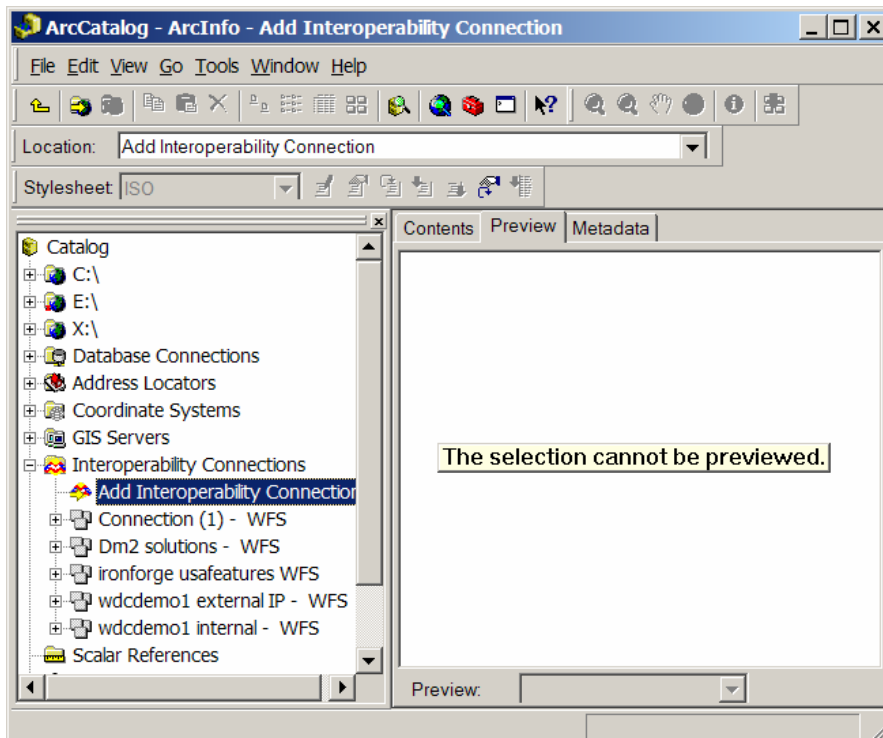 ArcCatalog - ArcInfo - Add Interoperability Connection
File Edit View Go Tools Window Help
Location: Add Interoperability Connection
Stylesheet: ISO
Contents Preview Metadata
Catalog
C:\
E:\
X:\
Database Connections
Address Locators
Coordinate Systems
GIS Servers
Interoperability Connections
Add Interoperability Connection
Connection (1) - WFS
Dm2 solutions - WFS
ironforge usafeatures WFS
wdcdemo1 external IP - WFS
wdcdemo1 internal - WFS
Scalar References
The selection cannot be previewed.
Preview: